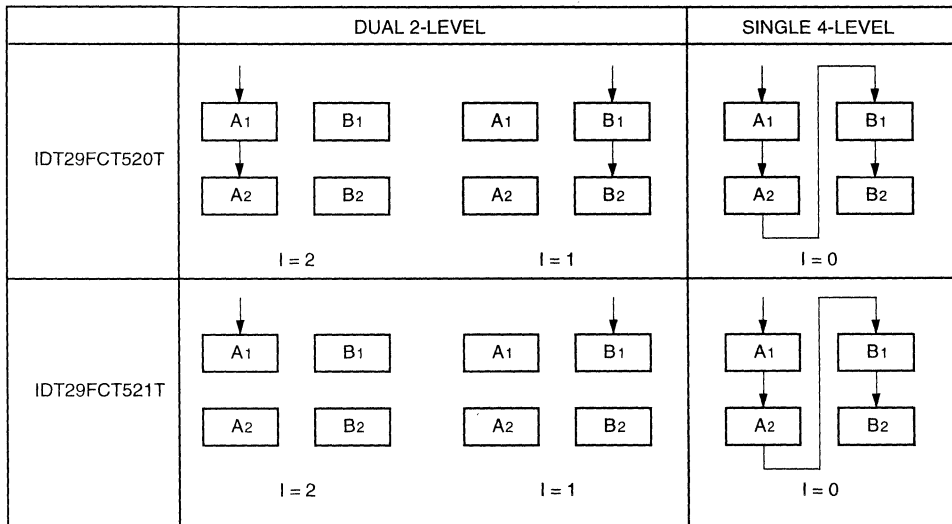 DUAL 2-LEVEL SINGLE 4-LEVEL
A1 B1 A1 B1 A1 B1
IDT29FCT520T
A2 B2 A2 B2 A2 B2
I = 2 I = 1 I = 0
A1 B1 A1 B1 A1 B1
IDT29FCT521T
A2 B2 A2 B2 A2 B2
I = 2 I = 1 I = 0